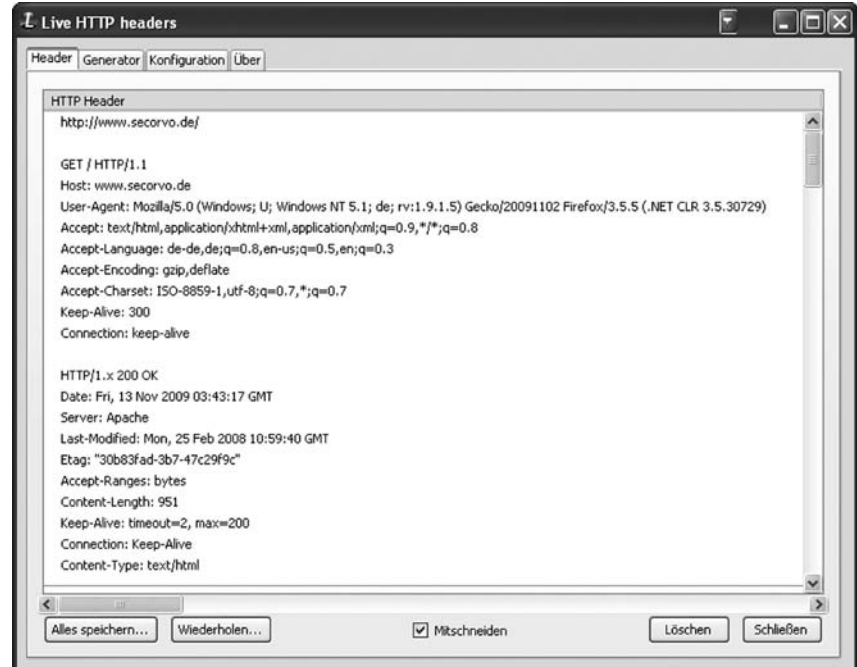 Live HTTP headers
Header Generator Konfiguration Über
HTTP Header
http://www.secorvo.de/
GET / HTTP/1.1
Host: www.secorvo.de
User-Agent: Mozilla/5.0 (Windows; U; Windows NT 5.1; de; rv:1.9.1.5) Gecko/20091102 Firefox/3.5.5 (.NET CLR 3.5.30729)
Accept: text/html,application/xhtml+xml,application/xml;q=0.9,*/*;q=0.8
Accept-Language: de-de,de;q=0.8,en-us;q=0.5,en;q=0.3
Accept-Encoding: gzip,deflate
Accept-Charset: ISO-8859-1,utf-8;q=0.7,*;q=0.7
Keep-Alive: 300
Connection: keep-alive
HTTP/1.x 200 OK
Date: Fri, 13 Nov 2009 03:43:17 GMT
Server: Apache
Last-Modified: Mon, 25 Feb 2008 10:59:40 GMT
Etag: "30b83fad-3b7-47c29f9c"
Accept-Ranges: bytes
Content-Length: 951
Keep-Alive: timeout=2, max=200
Connection: Keep-Alive
Content-Type: text/html
Alles speichern... Wiederholen... Mitschneiden Löschen Schließen